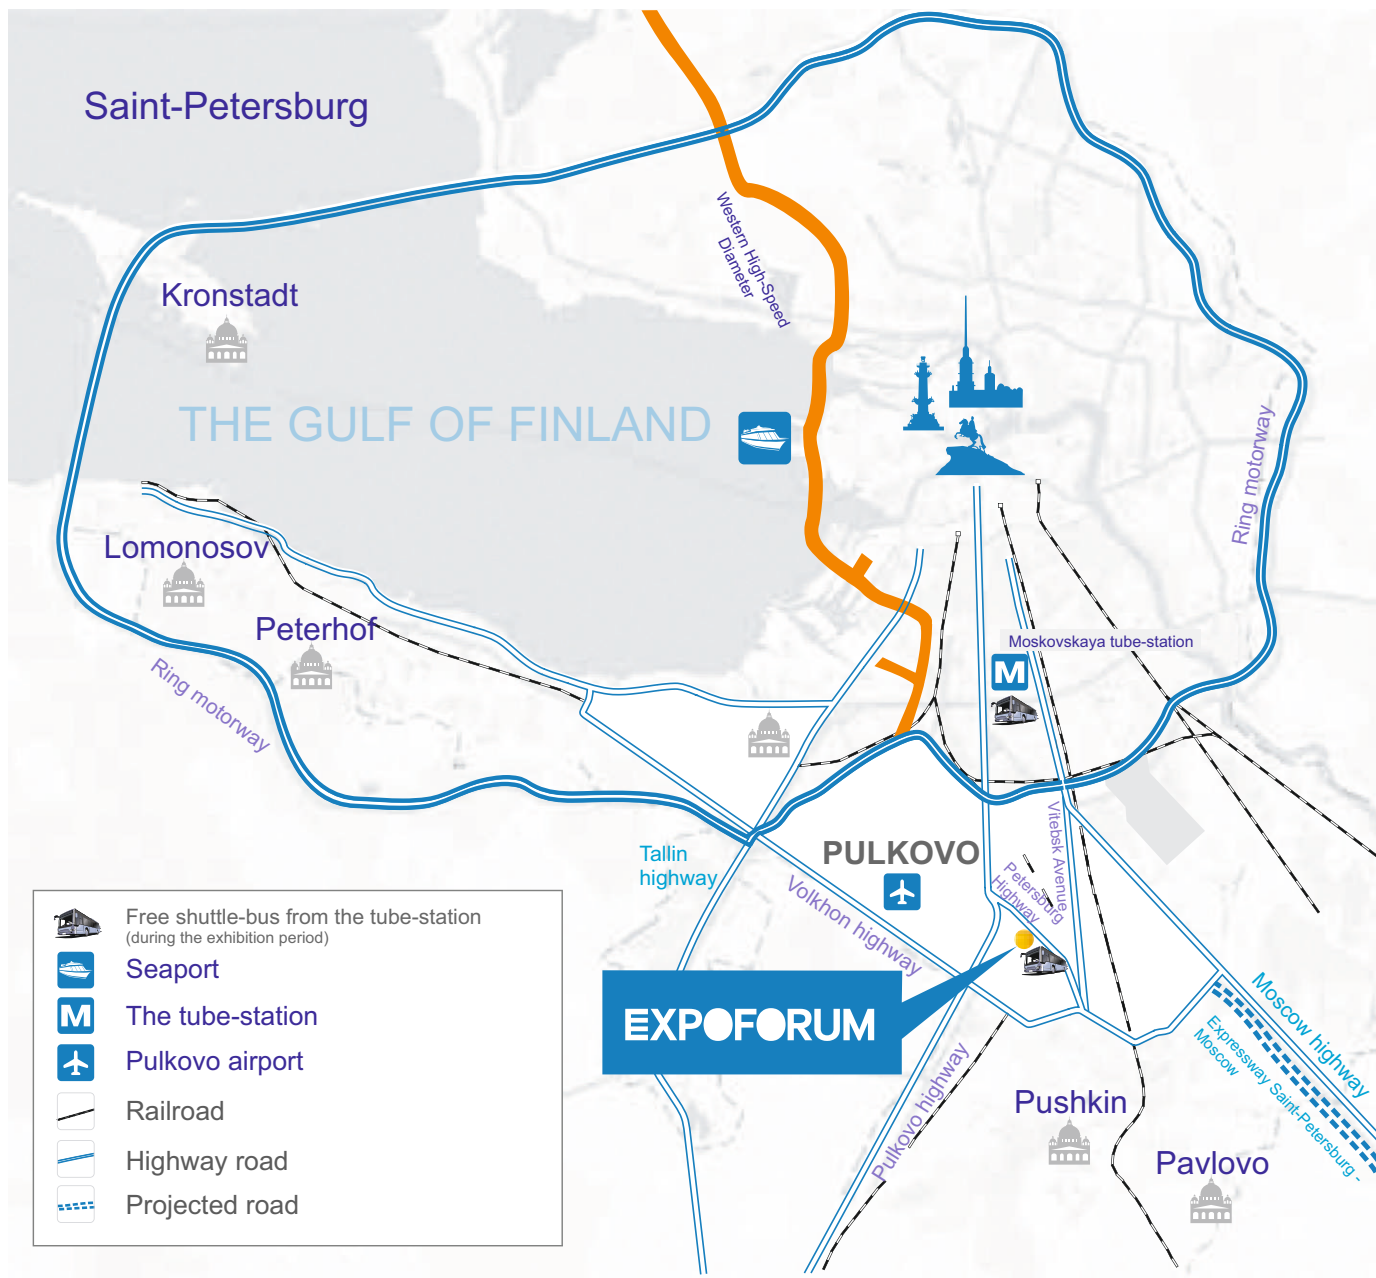 Saint-Petersburg
Western High-Speed
Diameter
Kronstadt
THE GULF OF FINLAND
Ring motorway
Lomonosov
Peterhof
Moskovskaya tube-station
M
Ring motorway
Tallin
highway
PULKOVO
Volkhon highway
Petersburg
Highway
Vitebsk Avenue
EXPOFORUM
Moscow highway
Expressway Saint-Petersburg -
Moscow
Pulkovo highway
Pushkin
Pavlovo
Free shuttle-bus from the tube-station
(during the exhibition period)
Seaport
M
The tube-station
Pulkovo airport
Railroad
Highway road
Projected road